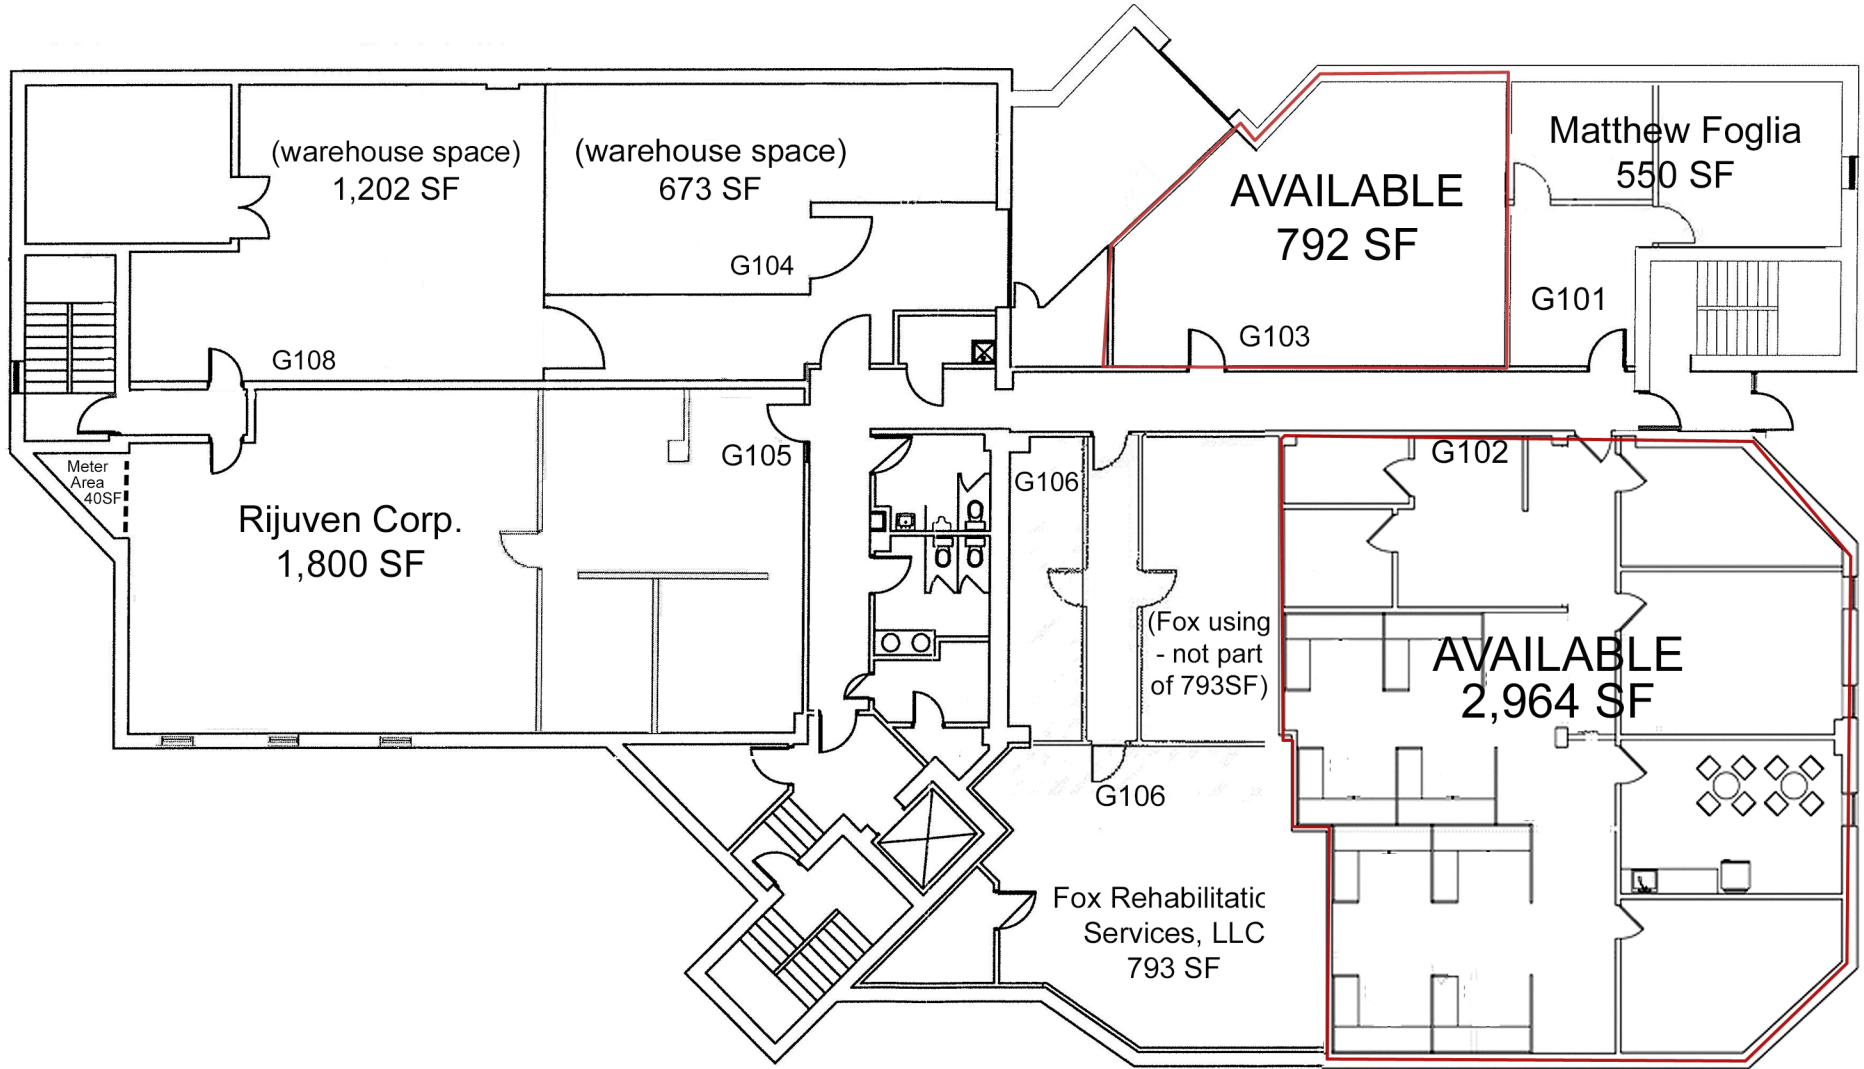 (warehouse space)
1,202 SF
(warehouse space)
673 SF
G104
G108
AVAILABLE
792 SF
G103
Matthew Foglia
550 SF
G101
Meter
Area
40SF
Rijuven Corp.
1,800 SF
G105
G106
(Fox using
- not part
of 793SF)
G102
AVAILABLE
2,964 SF
G106
Fox Rehabilitatic
Services, LLC
793 SF